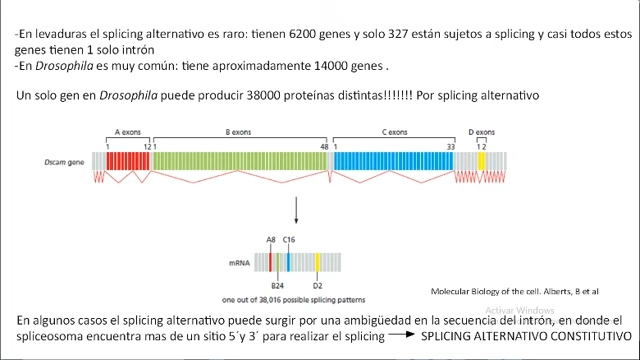 -En levaduras el splicing alternativo es raro: tienen 6200 genes y solo 327 están sujetos a splicing y casi todos estos
genes tienen 1 solo intrón
-En Drosophila es muy común: tiene aproximadamente 14000 genes .
Un solo gen en Drosophila puede producir 38000 proteínas distintas!!!!!!! Por splicing alternativo
A exons B exons C exons D exons
1 12 1 48 1 33 1 2
Dscam gene
A8 C16
mRNA
B24 D2
one out of 38,016 possible splicing patterns
Molecular Biology of the cell. Alberts, B et al
Activar Windows
En algunos casos el splicing alternativo puede surgir por una ambigüedad en la secuencia del intrón, en donde el
spliceosoma encuentra mas de un sitio 5´y 3´ para realizar el splicing SPLICING ALTERNATIVO CONSTITUTIVO